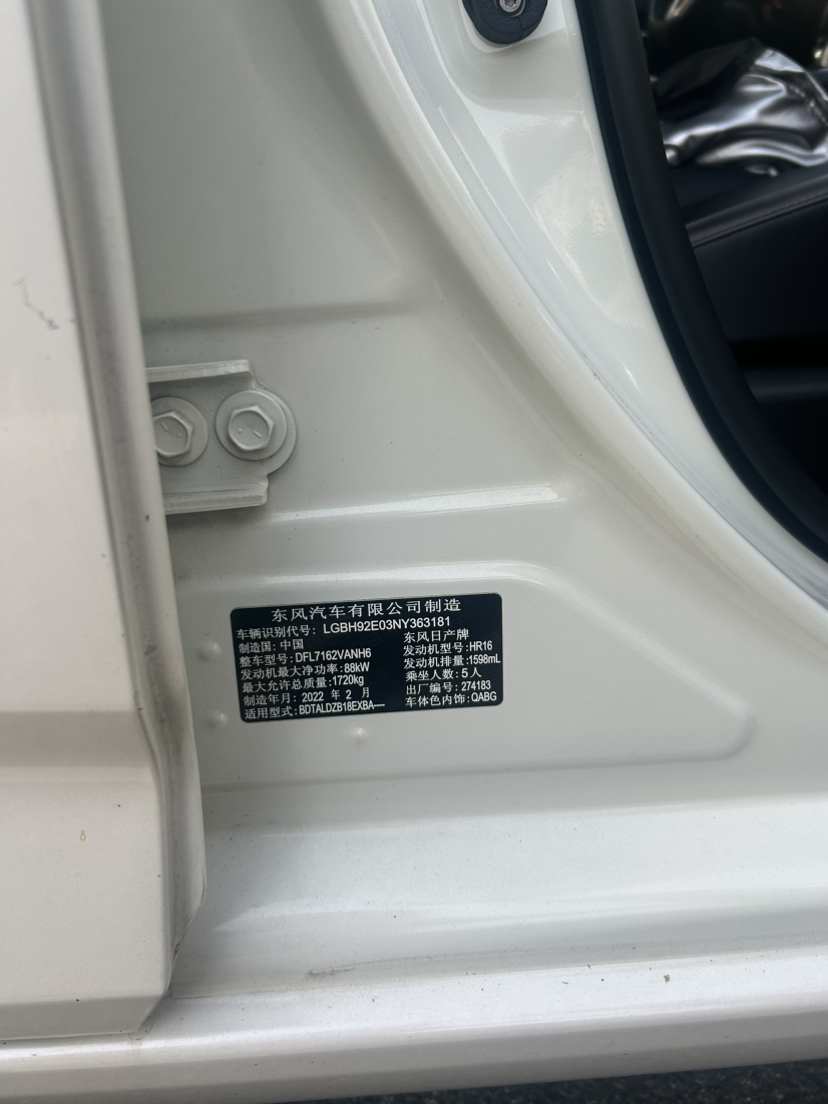 东风汽车有限公司制造
车辆识别代号: LGBH92E03NY363181
制造国: 中国 东风日产牌
整车型号: DFL7162VANH6 发动机型号: HR16
发动机最大净功率: 88kW 发动机排量: 1598mL
最大允许总质量: 1720kg 乘坐人数: 5 人
制造年月: 2022 年 2 月 出厂编号: 274183
适用型式: BDTALDZB18EXBA---- 车体色内饰: QABG